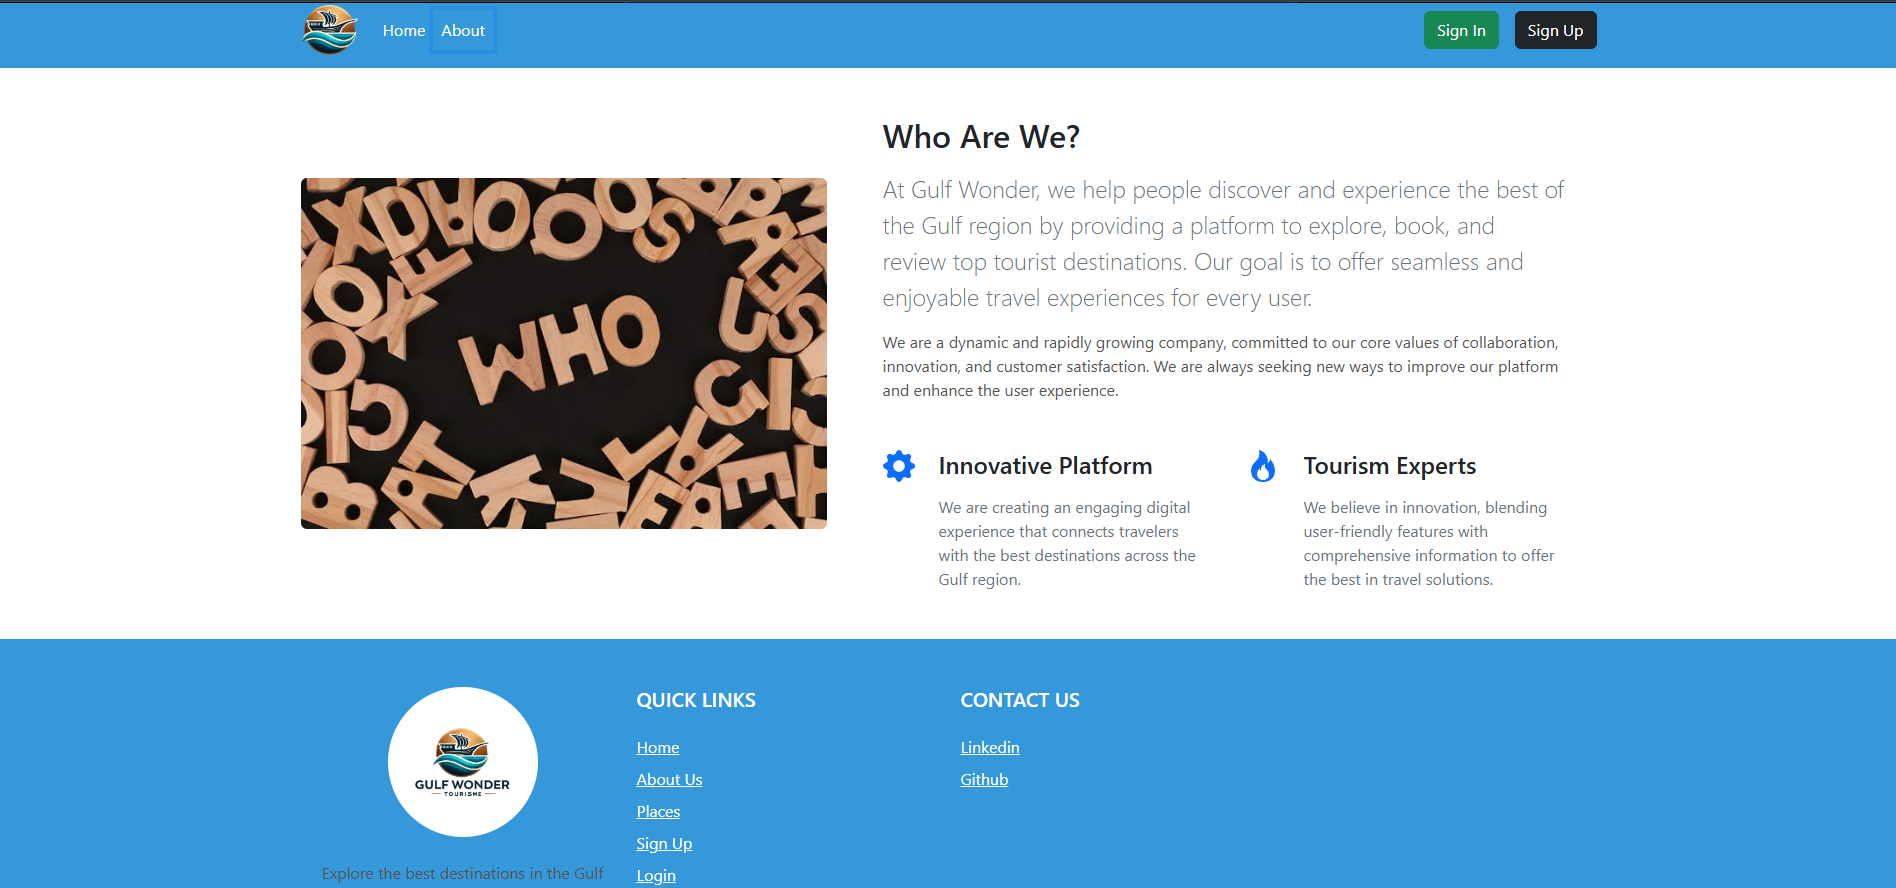 Home About Sign In Sign Up
Who Are We?
At Gulf Wonder, we help people discover and experience the best of
the Gulf region by providing a platform to explore, book, and
review top tourist destinations. Our goal is to offer seamless and
enjoyable travel experiences for every user.
WHO
We are a dynamic and rapidly growing company, committed to our core values of collaboration,
innovation, and customer satisfaction. We are always seeking new ways to improve our platform
and enhance the user experience.
Innovative Platform
We are creating an engaging digital
experience that connects travelers
with the best destinations across the
Gulf region.
Tourism Experts
We believe in innovation, blending
user-friendly features with
comprehensive information to offer
the best in travel solutions.
GULF WONDER
TOURISME
Explore the best destinations in the Gulf
QUICK LINKS
Home
About Us
Places
Sign Up
Login
CONTACT US
Linkedin
Github